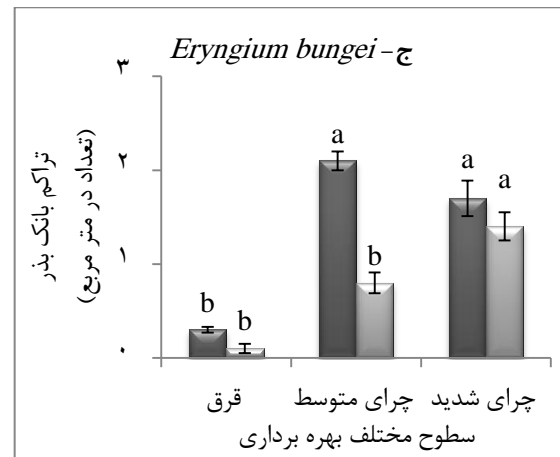 ج- Eryngium bungei
تراکم بانک بذر
(تعداد در متر مربع)
۳
۲
۱
۰
b
b
a
b
a
a
قرق
چرای متوسط
چرای شدید
سطوح مختلف بهره برداری